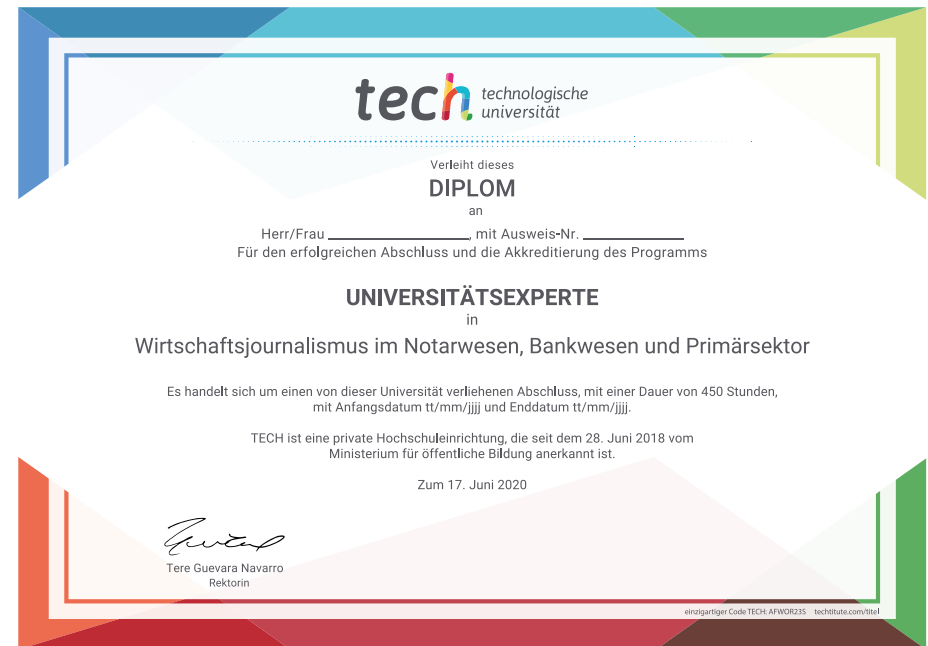 tech technologische
universität
Verleiht dieses
DIPLOM
an
Herr/Frau ____________________, mit Ausweis-Nr. ______________
Für den erfolgreichen Abschluss und die Akkreditierung des Programms
UNIVERSITÄTSEXPERTE
in
Wirtschaftsjournalismus im Notarwesen, Bankwesen und Primärsektor
Es handelt sich um einen von dieser Universität verliehenen Abschluss, mit einer Dauer von 450 Stunden,
mit Anfangsdatum tt/mm/jjjj und Enddatum tt/mm/jjjj.
TECH ist eine private Hochschuleinrichtung, die seit dem 28. Juni 2018 vom
Ministerium für öffentliche Bildung anerkannt ist.
Zum 17. Juni 2020
Tere Guevara Navarro
Rektorin
einzigartiger Code TECH: AFWOR23S techtitute.com/titel